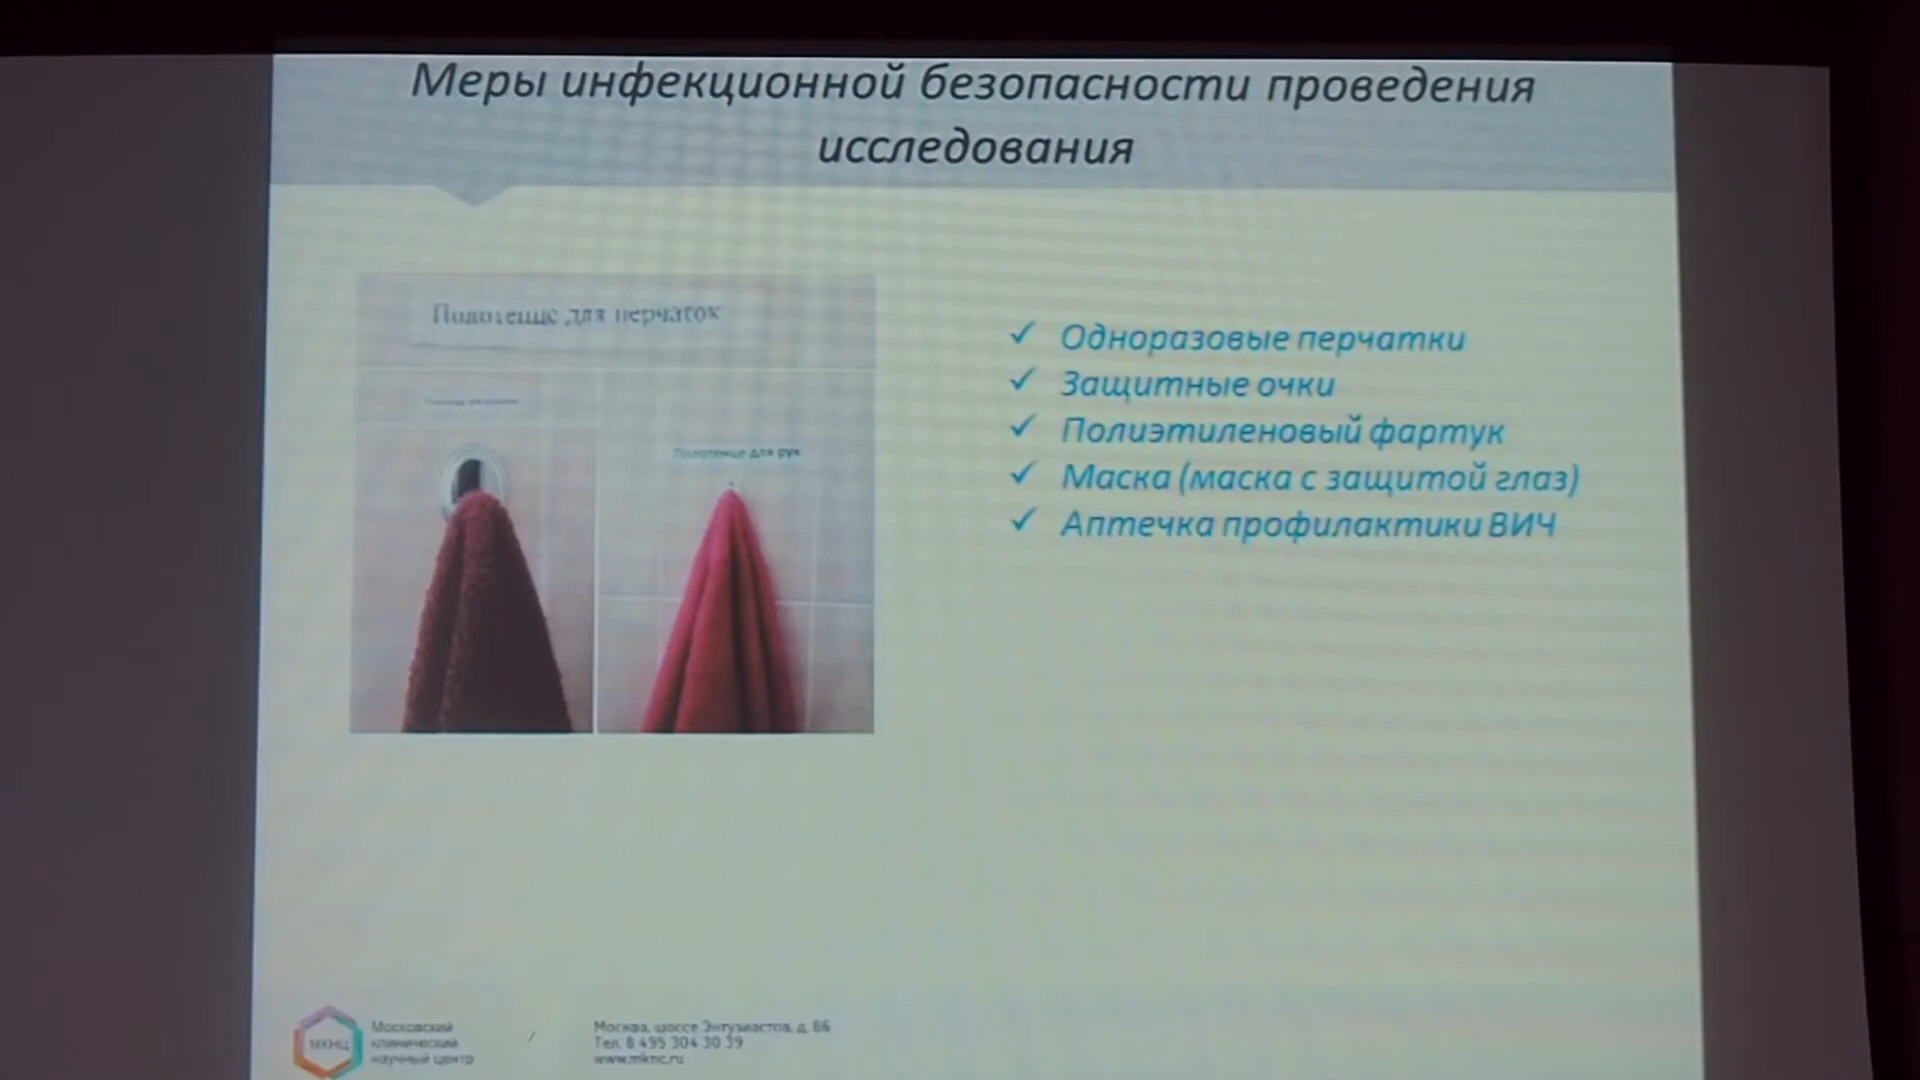 Меры инфекционной безопасности проведения
исследования
Полотенце для перчаток
Полотенце для рук
✓ Одноразовые перчатки
✓ Защитные очки
✓ Полиэтиленовый фартук
✓ Маска (маска с защитой глаз)
✓ Аптечка профилактики ВИЧ
МКНЦ
Московский
клинический
научный центр
/
Москва, шоссе Энтузиастов, д. 86
Тел. 8 495 304 30 39
www.mknc.ru